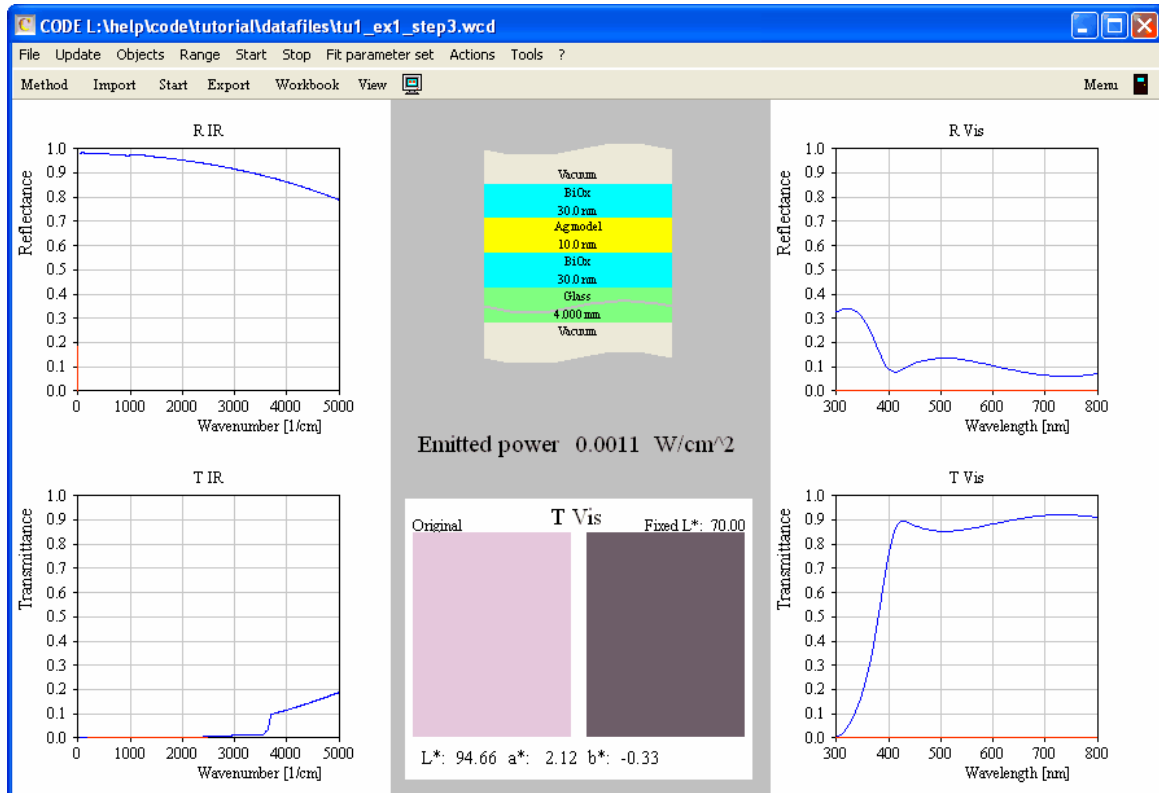 CODE L:\help\code\tutorial\datafiles\tu1_ex1_step3.wcd
File Update Objects Range Start Stop Fit parameter set Actions Tools ?
Method Import Start Export Workbook View Menu
R IR
1.0
0.9
0.8
0.7
0.6
0.5
0.4
0.3
0.2
0.1
0.0
Reflectance
0 1000 2000 3000 4000 5000
Wavenumber [1/cm]
T IR
1.0
0.9
0.8
0.7
0.6
0.5
0.4
0.3
0.2
0.1
0.0
Transmittance
0 1000 2000 3000 4000 5000
Wavenumber [1/cm]
Vacuum
BiOx
30.0 nm
Ag model
10.0 nm
BiOx
30.0 nm
Glass
4.000 mm
Vacuum
Emitted power 0.0011 W/cm^2
T Vis
Original Fixed L*: 70.00
L*: 94.66 a*: 2.12 b*: -0.33
R Vis
1.0
0.9
0.8
0.7
0.6
0.5
0.4
0.3
0.2
0.1
0.0
Reflectance
300 400 500 600 700 800
Wavelength [nm]
T Vis
1.0
0.9
0.8
0.7
0.6
0.5
0.4
0.3
0.2
0.1
0.0
Transmittance
300 400 500 600 700 800
Wavelength [nm]